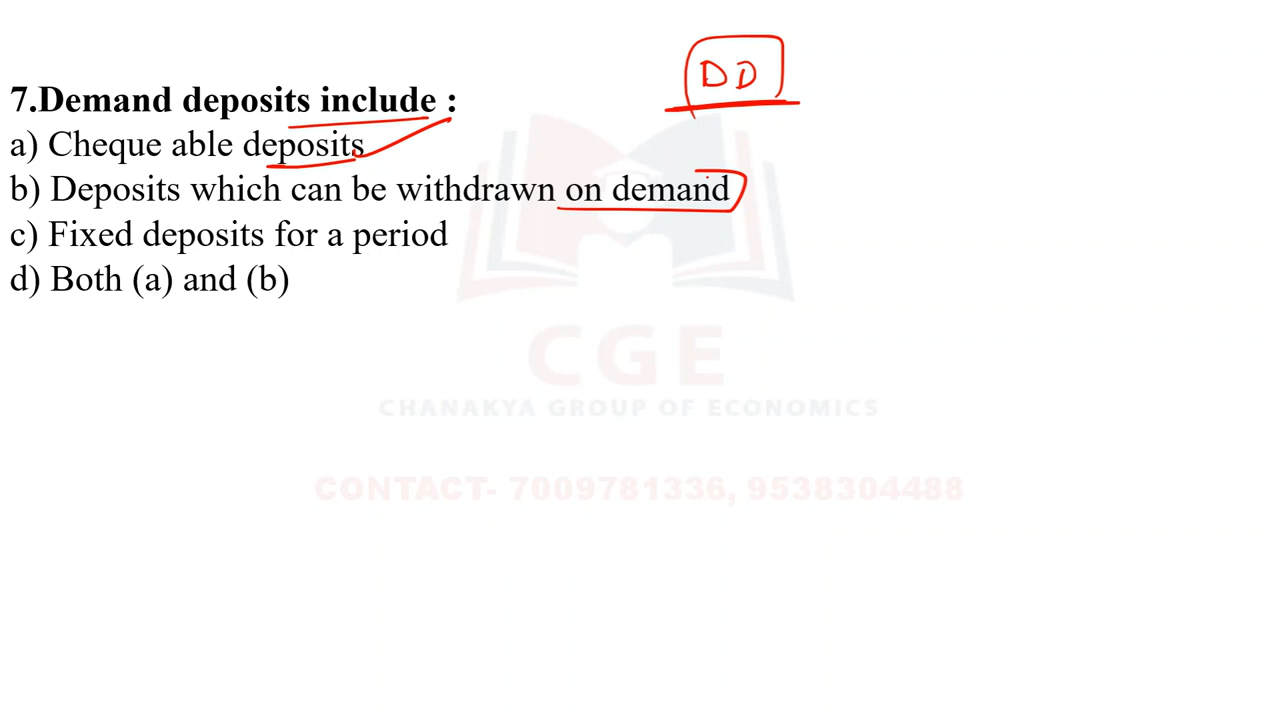 DD
7.Demand deposits include :
a) Cheque able deposits
b) Deposits which can be withdrawn on demand
c) Fixed deposits for a period
d) Both (a) and (b)
CGE
CHANAKYA GROUP OF ECONOMICS
CONTACT- 7009781336, 9538304488